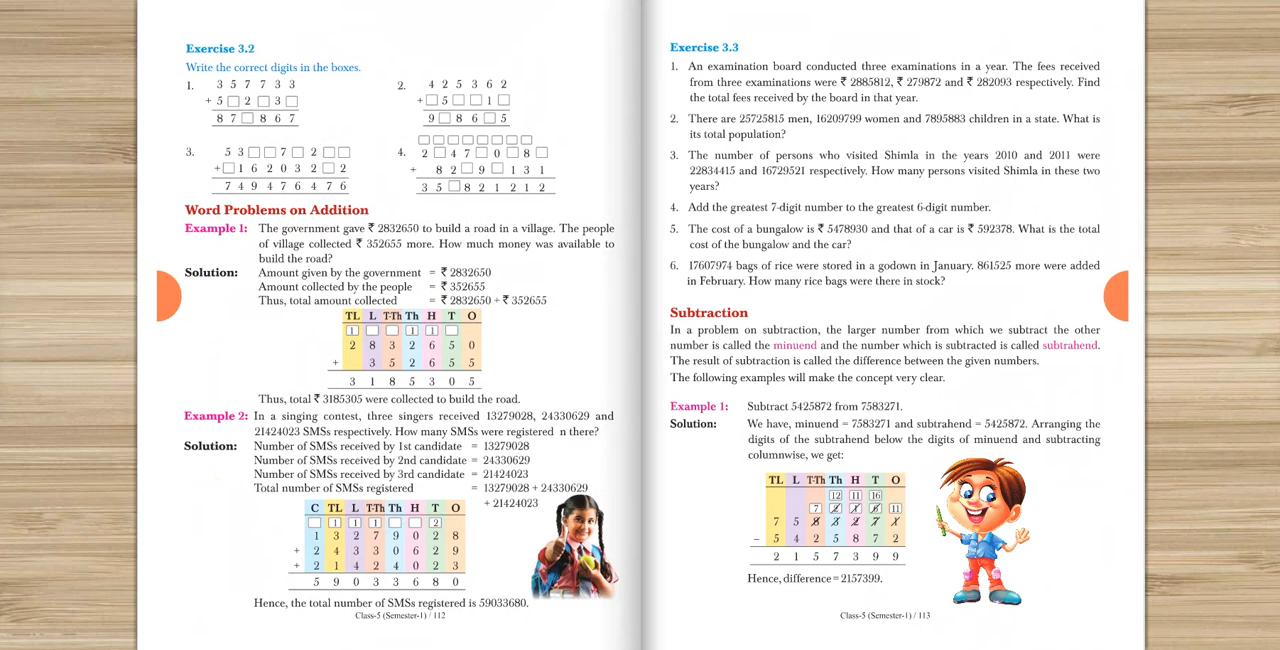 Exercise 3.2
Write the correct digits in the boxes.
1. 3 5 7 7 3 3
+ 5 □ 2 □ 3 □
8 7 □ 8 6 7
2. 4 2 5 3 6 2
+ □ 5 □ □ 1 □
9 □ 8 6 □ 5
3. 5 3 □ □ 7 □ 2 □ □
+ □ 1 6 2 0 3 2 □ 2
7 4 9 4 7 6 4 7 6
4. □ □ □ □ □ □ □ □
2 □ 4 7 □ 0 □ 8 □
+ 8 2 □ 9 □ 1 3 1
3 5 □ 8 2 1 2 1 2
Word Problems on Addition
Example 1: The government gave ₹ 2832650 to build a road in a village. The people
of village collected ₹ 352655 more. How much money was available to
build the road?
Solution: Amount given by the government = ₹ 2832650
Amount collected by the people = ₹ 352655
Thus, total amount collected = ₹ 2832650 + ₹ 352655
TL L T-Th Th H T O
1 □ □ 1 1 □
2 8 3 2 6 5 0
+ 3 5 2 6 5 5
3 1 8 5 3 0 5
Thus, total ₹ 3185305 were collected to build the road.
Example 2: In a singing contest, three singers received 13279028, 24330629 and
21424023 SMSs respectively. How many SMSs were registered n there?
Solution: Number of SMSs received by 1st candidate = 13279028
Number of SMSs received by 2nd candidate = 24330629
Number of SMSs received by 3rd candidate = 21424023
Total number of SMSs registered = 13279028 + 24330629
+ 21424023
C TL L T-Th Th H T O
□ 1 1 1 □ □ 2
1 3 2 7 9 0 2 8
+ 2 4 3 3 0 6 2 9
+ 2 1 4 2 4 0 2 3
5 9 0 3 3 6 8 0
Hence, the total number of SMSs registered is 59033680.
Class-5 (Semester-1) / 112
Exercise 3.3
1. An examination board conducted three examinations in a year. The fees received
from three examinations were ₹ 2885812, ₹ 279872 and ₹ 282093 respectively. Find
the total fees received by the board in that year.
2. There are 25725815 men, 16209799 women and 7895883 children in a state. What is
its total population?
3. The number of persons who visited Shimla in the years 2010 and 2011 were
22834415 and 16729521 respectively. How many persons visited Shimla in these two
years?
4. Add the greatest 7-digit number to the greatest 6-digit number.
5. The cost of a bungalow is ₹ 5478930 and that of a car is ₹ 592378. What is the total
cost of the bungalow and the car?
6. 17607974 bags of rice were stored in a godown in January. 861525 more were added
in February. How many rice bags were there in stock?
Subtraction
In a problem on subtraction, the larger number from which we subtract the other
number is called the minuend and the number which is subtracted is called subtrahend.
The result of subtraction is called the difference between the given numbers.
The following examples will make the concept very clear.
Example 1: Subtract 5425872 from 7583271.
Solution: We have, minuend = 7583271 and subtrahend = 5425872. Arranging the
digits of the subtrahend below the digits of minuend and subtracting
columnwise, we get:
TL L T-Th Th H T O
□ 12 11 16
7 2 1 6 11
7 5 8 3 2 7 1
– 5 4 2 5 8 7 2
2 1 5 7 3 9 9
Hence, difference = 2157399.
Class-5 (Semester-1) / 113